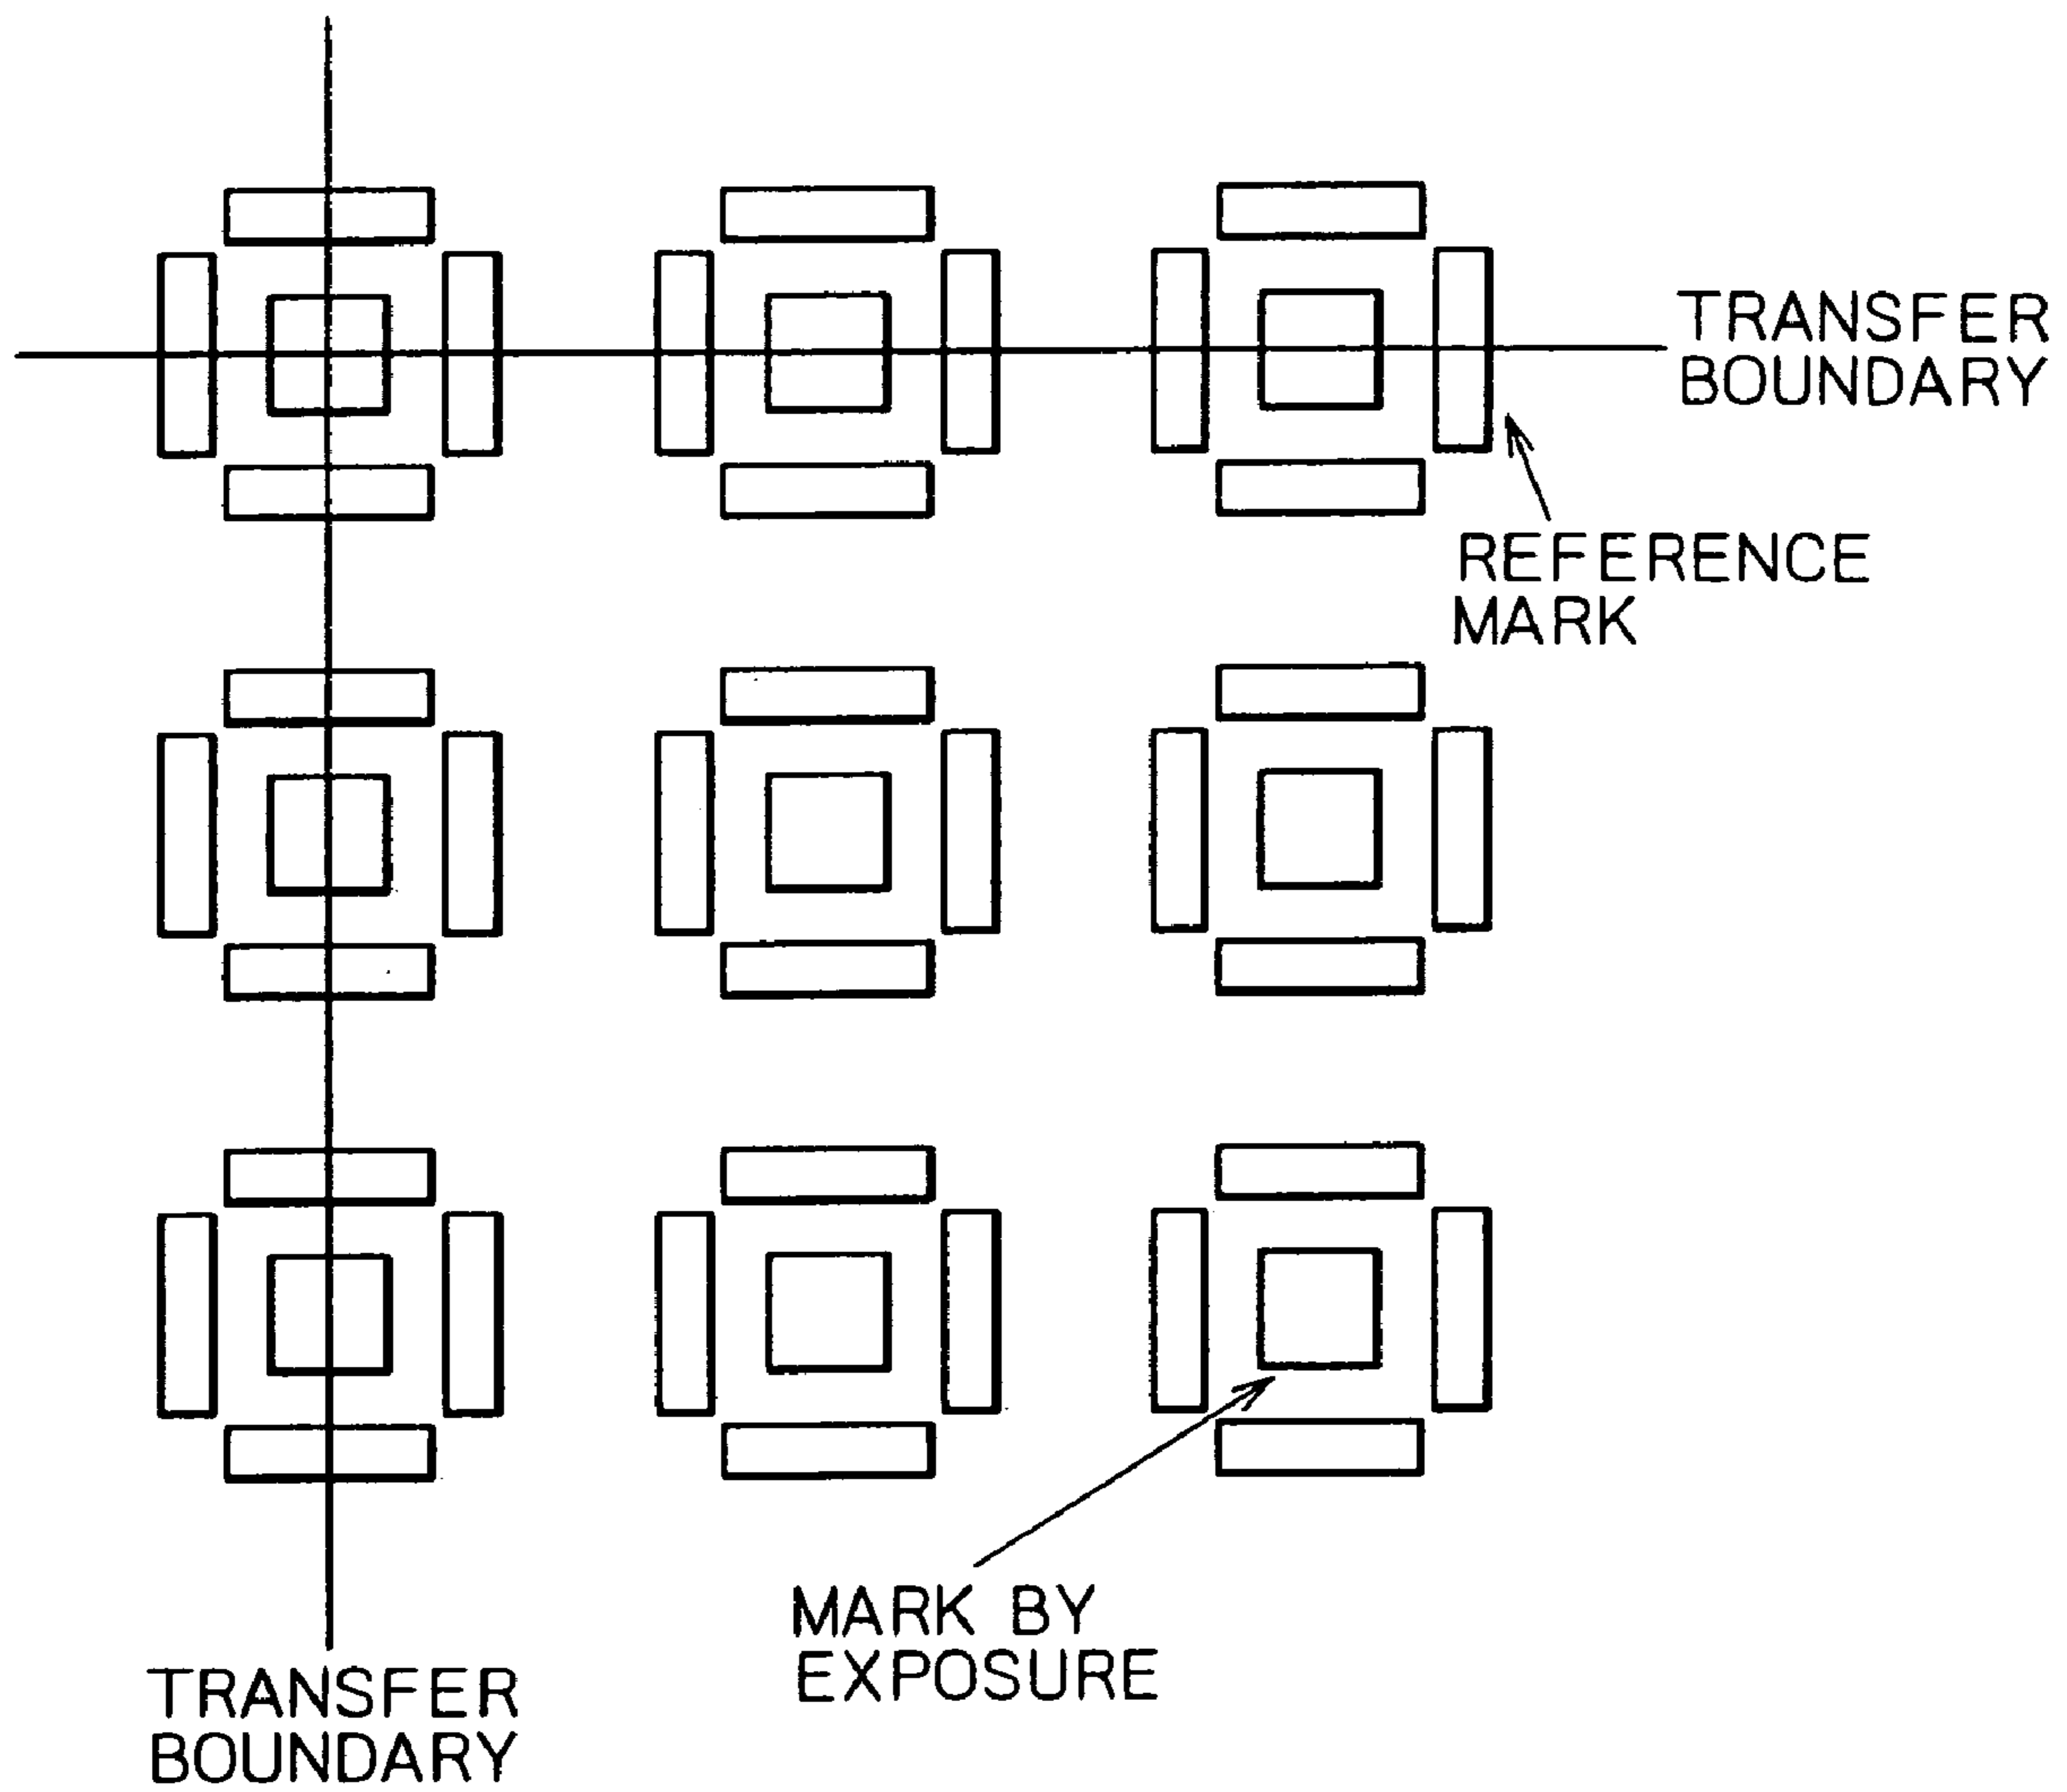 TRANSFER
BOUNDARY
REFERENCE
MARK
MARK BY
EXPOSURE
TRANSFER
BOUNDARY